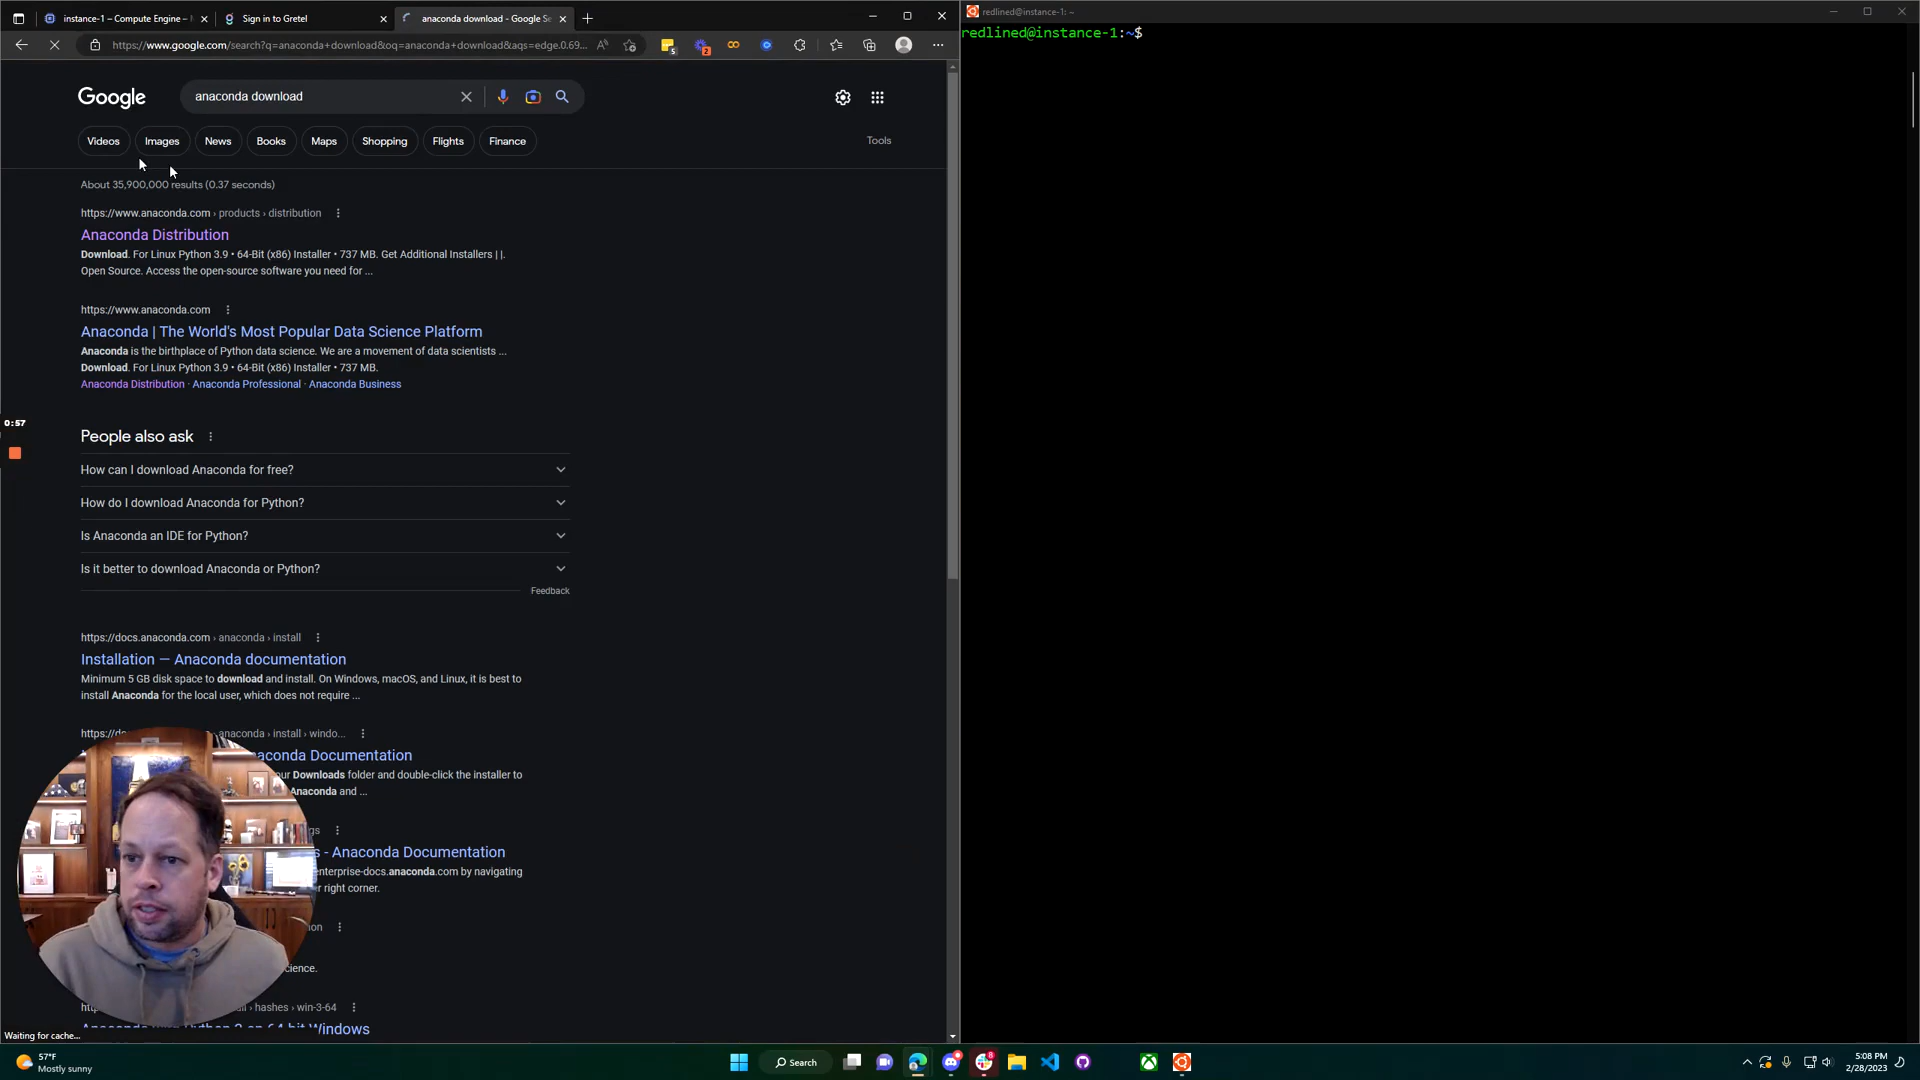 instance-1 – Compute Engine –
Sign in to Gretel
anaconda download - Google Se
redlined@instance-1: ~
https://www.google.com/search?q=anaconda+download&oq=anaconda+download&aqs=edge.0.69...
redlined@instance-1:~$
Google
anaconda download
Videos
Images
News
Books
Maps
Shopping
Flights
Finance
Tools
About 35,900,000 results (0.37 seconds)
https://www.anaconda.com › products › distribution
Anaconda Distribution
Download. For Linux Python 3.9 • 64-Bit (x86) Installer • 737 MB. Get Additional Installers | |.
Open Source. Access the open-source software you need for ...
https://www.anaconda.com
Anaconda | The World's Most Popular Data Science Platform
Anaconda is the birthplace of Python data science. We are a movement of data scientists ...
Download. For Linux Python 3.9 • 64-Bit (x86) Installer • 737 MB.
Anaconda Distribution · Anaconda Professional · Anaconda Business
0:57
People also ask
How can I download Anaconda for free?
How do I download Anaconda for Python?
Is Anaconda an IDE for Python?
Is it better to download Anaconda or Python?
Feedback
https://docs.anaconda.com › anaconda › install
Installation — Anaconda documentation
Minimum 5 GB disk space to download and install. On Windows, macOS, and Linux, it is best to
install Anaconda for the local user, which does not require ...
anaconda › install › windo...
Anaconda Documentation
Downloads folder and double-click the installer to
Anaconda and ...
- Anaconda Documentation
enterprise-docs.anaconda.com by navigating
right corner.
› hashes › win-3-64
64-bit Windows
Waiting for cache...
57°F
Mostly sunny
Search
5:08 PM
2/28/2023